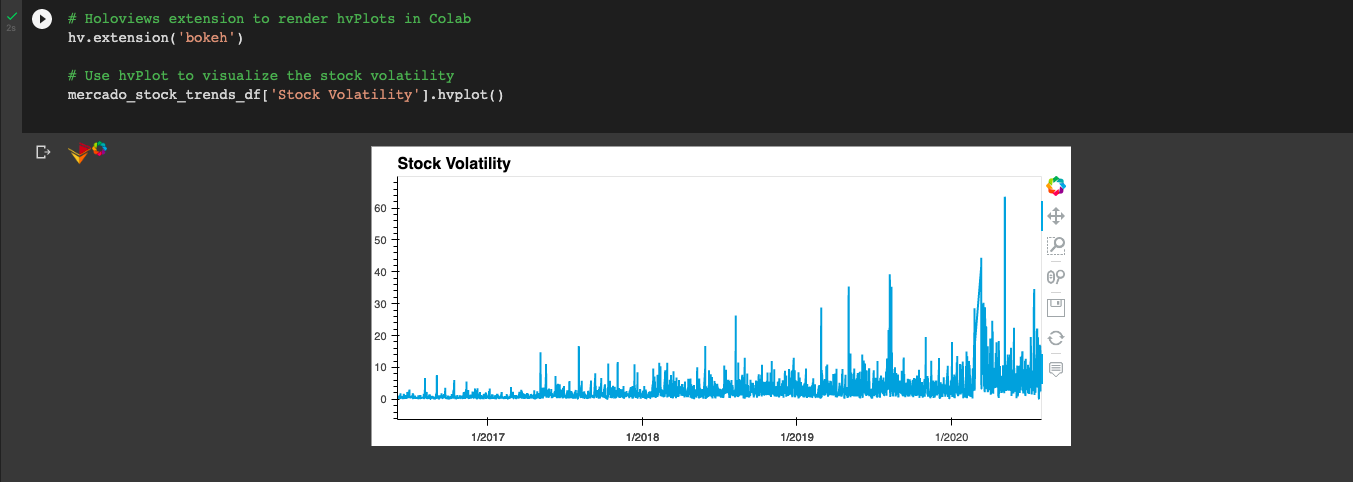 # Holoviews extension to render hvPlots in Colab
2s
hv.extension('bokeh')
# Use hvPlot to visualize the stock volatility
mercado_stock_trends_df['Stock Volatility'].hvplot()
Stock Volatility
60
50
40
30
20
10
0
1/2017 1/2018 1/2019 1/2020